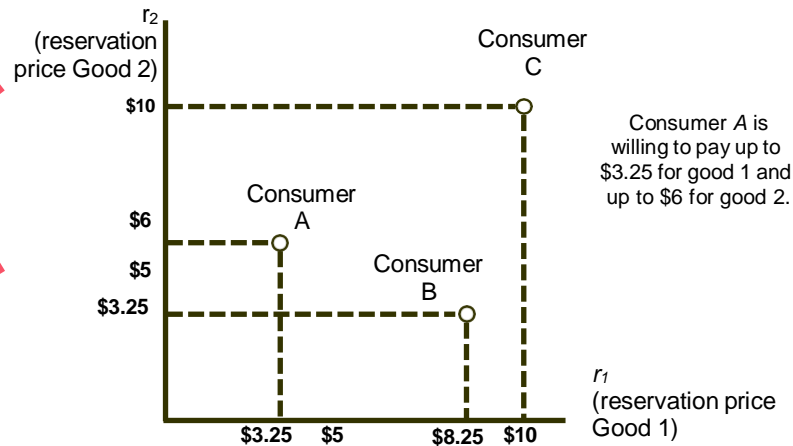 r2
(reservation
price Good 2)
Consumer
C
$10
Consumer A is
willing to pay up to
$3.25 for good 1 and
up to $6 for good 2.
$6
Consumer
A
$5
Consumer
B
$3.25
r1
(reservation price
Good 1)
$3.25 $5 $8.25 $10